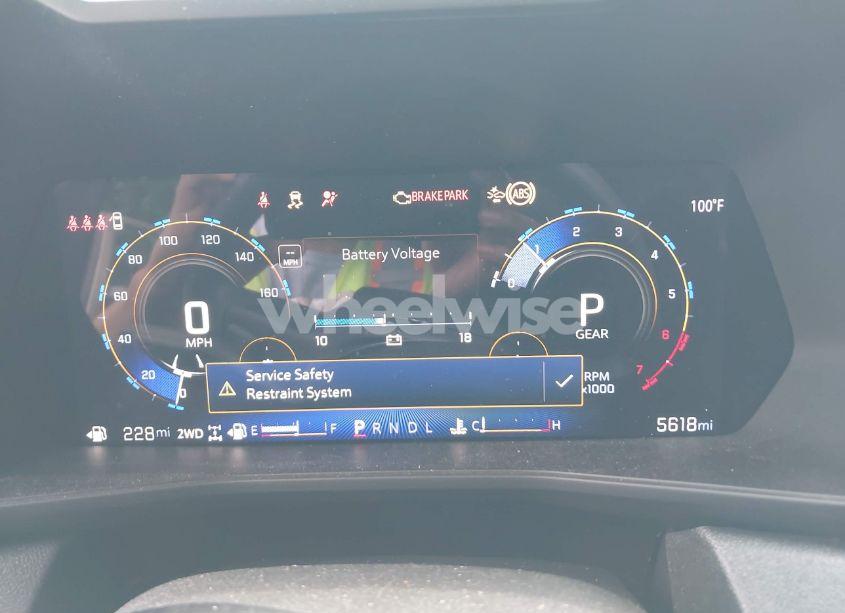 BRAKE PARK
ABS
100°F
-- MPH
Battery Voltage
20 40 60 80 100 120 140 160
0
MPH
10 18
wheelwise
0 1 2 3 4 5 6 7
P
GEAR
RPM
x1000
Service Safety
Restraint System
228mi 2WD E F P R N D L C H 5618mi